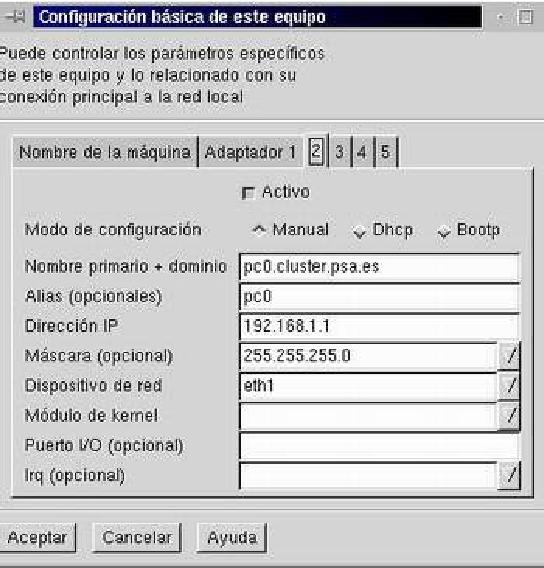 Configuración básica de este equipo
Puede controlar los parámetros específicos
de este equipo y lo relacionado con su
conexión principal a la red local
Nombre de la máquina Adaptador 1 2 3 4 5
Activo
Modo de configuración Manual Dhcp Bootp
Nombre primario + dominio pc0.cluster.psa.es
Alias (opcionales) pc0
Dirección IP 192.168.1.1
Máscara (opcional) 255.255.255.0
Dispositivo de red eth1
Módulo de kernel
Puerto I/O (opcional)
Irq (opcional)
Aceptar Cancelar Ayuda